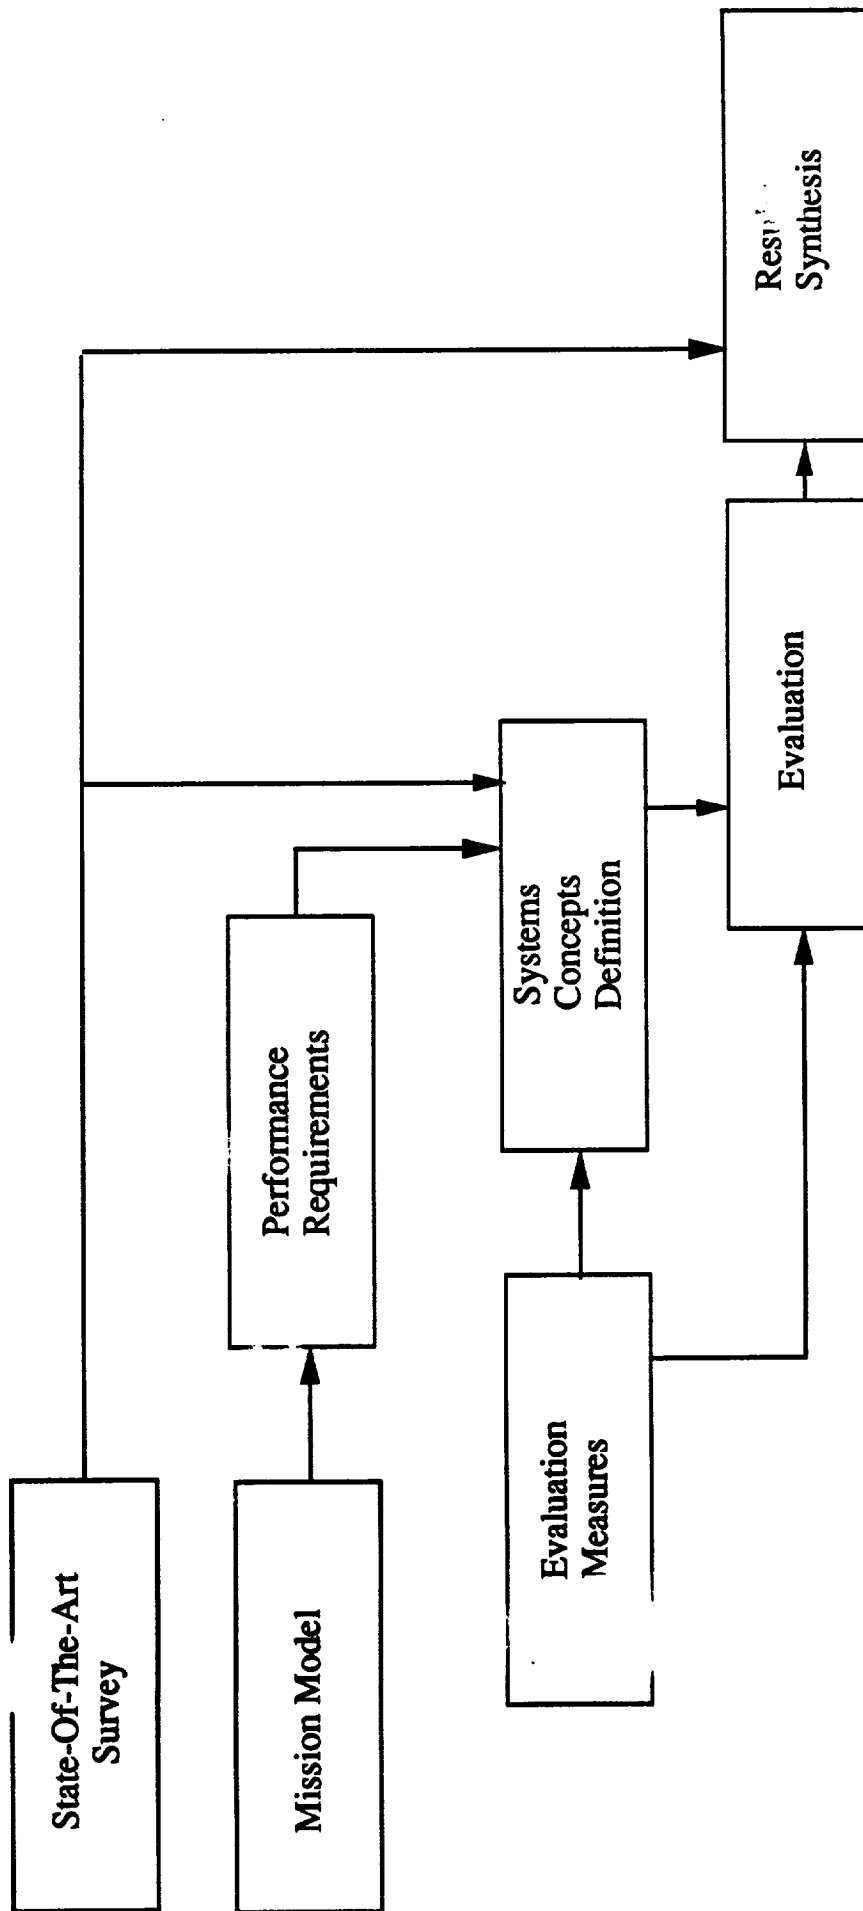 State-Of-The-Art
Survey
Mission Model
Performance
Requirements
Evaluation
Measures
Systems
Concepts
Definition
Evaluation
Synthesis